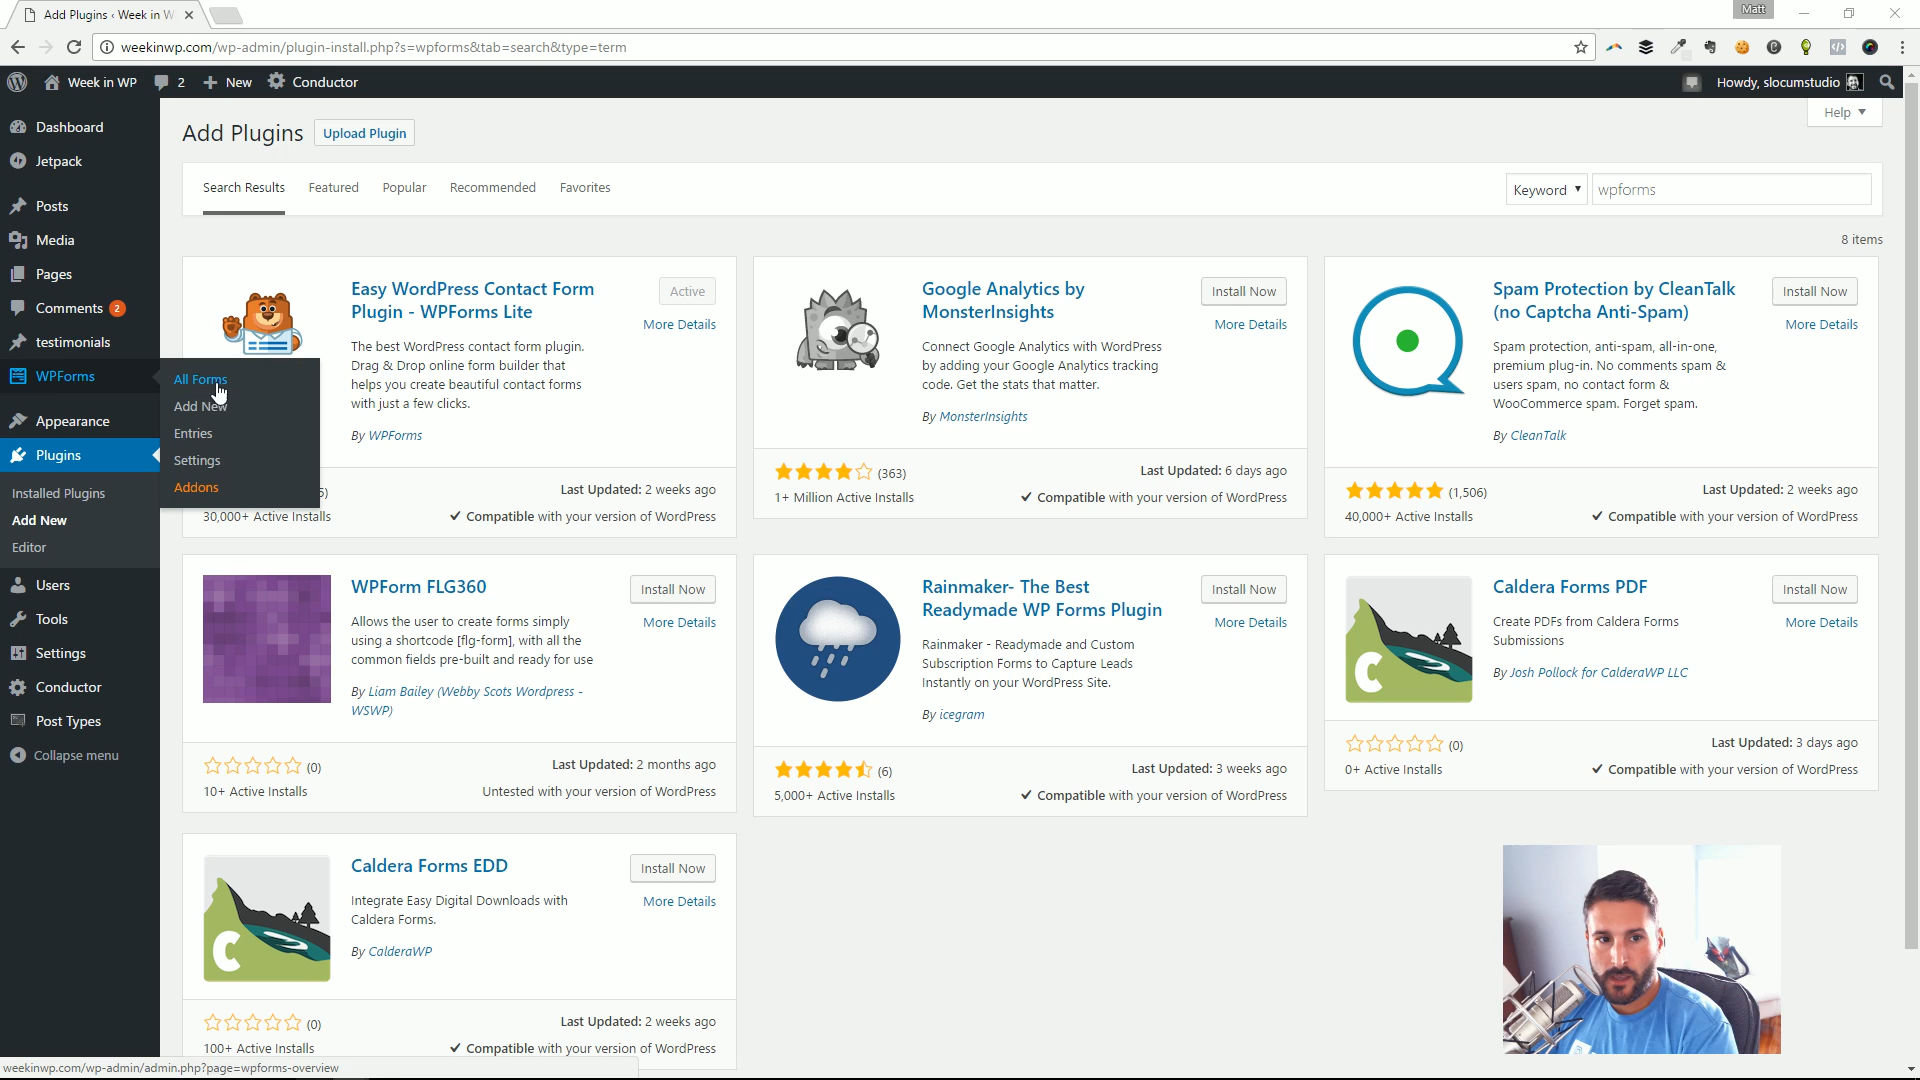 Add Plugins ‹ Week in W
Matt
weekinwp.com/wp-admin/plugin-install.php?s=wpforms&tab=search&type=term
Week in WP
2
New
Conductor
Howdy, slocumstudio
Help
Dashboard
Jetpack
Posts
Media
Pages
Comments 2
testimonials
WPForms
All Forms
Add New
Entries
Settings
Addons
Appearance
Plugins
Installed Plugins
Add New
Editor
Users
Tools
Settings
Conductor
Post Types
Collapse menu
Add Plugins
Upload Plugin
Search Results Featured Popular Recommended Favorites
Keyword
wpforms
8 items
Easy WordPress Contact Form
Plugin - WPForms Lite
Active
More Details
The best WordPress contact form plugin.
Drag & Drop online form builder that
helps you create beautiful contact forms
with just a few clicks.
By WPForms
Last Updated: 2 weeks ago
30,000+ Active Installs
Compatible with your version of WordPress
Google Analytics by
MonsterInsights
Install Now
More Details
Connect Google Analytics with WordPress
by adding your Google Analytics tracking
code. Get the stats that matter.
By MonsterInsights
(363)
Last Updated: 6 days ago
1+ Million Active Installs
Compatible with your version of WordPress
Spam Protection by CleanTalk
(no Captcha Anti-Spam)
Install Now
More Details
Spam protection, anti-spam, all-in-one,
premium plug-in. No comments spam &
users spam, no contact form &
WooCommerce spam. Forget spam.
By CleanTalk
(1,506)
Last Updated: 2 weeks ago
40,000+ Active Installs
Compatible with your version of WordPress
WPForm FLG360
Install Now
More Details
Allows the user to create forms simply
using a shortcode [flg-form], with all the
common fields pre-built and ready for use
By Liam Bailey (Webby Scots Wordpress -
WSWP)
(0)
Last Updated: 2 months ago
10+ Active Installs
Untested with your version of WordPress
Rainmaker- The Best
Readymade WP Forms Plugin
Install Now
More Details
Rainmaker - Readymade and Custom
Subscription Forms to Capture Leads
Instantly on your WordPress Site.
By icegram
(6)
Last Updated: 3 weeks ago
5,000+ Active Installs
Compatible with your version of WordPress
Caldera Forms PDF
Install Now
More Details
Create PDFs from Caldera Forms
Submissions
By Josh Pollock for CalderaWP LLC
(0)
Last Updated: 3 days ago
0+ Active Installs
Compatible with your version of WordPress
Caldera Forms EDD
Install Now
More Details
Integrate Easy Digital Downloads with
Caldera Forms.
By CalderaWP
(0)
Last Updated: 2 weeks ago
100+ Active Installs
Compatible with your version of WordPress
weekinwp.com/wp-admin/admin.php?page=wpforms-overview